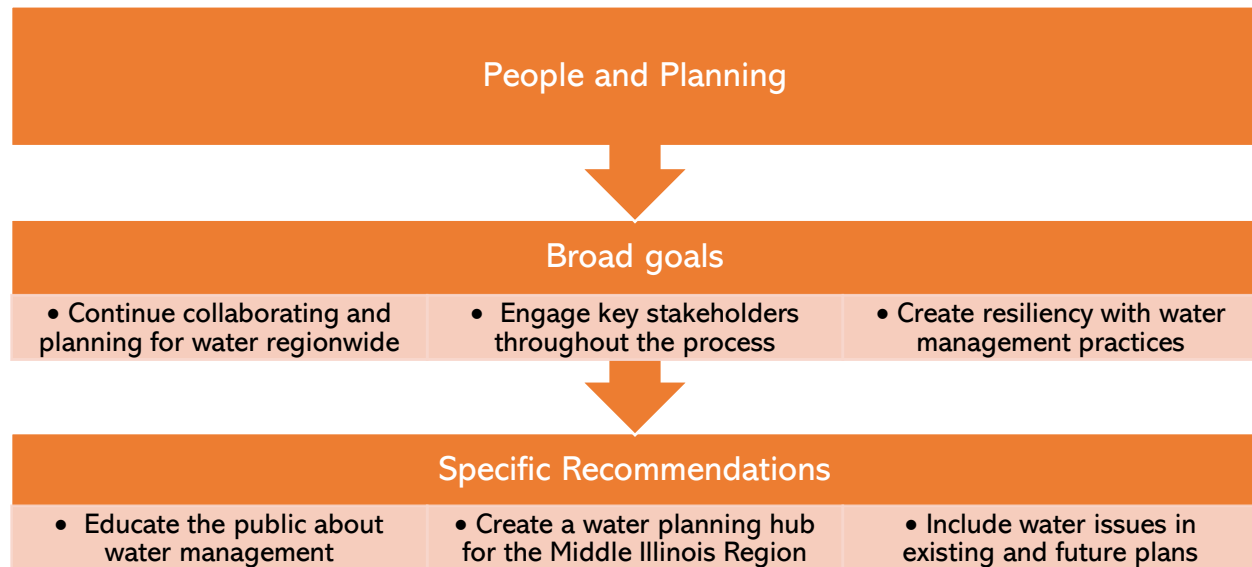 People and Planning
Broad goals
• Continue collaborating and
planning for water regionwide
• Engage key stakeholders
throughout the process
• Create resiliency with water
management practices
Specific Recommendations
• Educate the public about
water management
• Create a water planning hub
for the Middle Illinois Region
• Include water issues in
existing and future plans